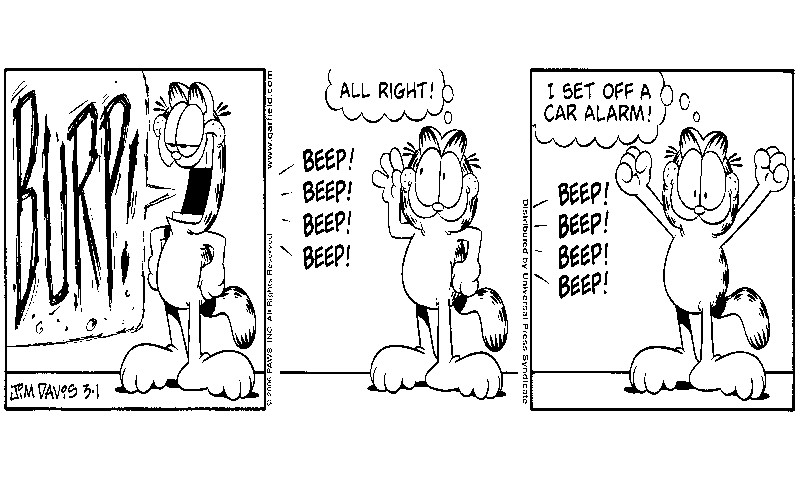 BURP!
JIM DAVIS 3·1
www.garfield.com
© 2006 PAWS, INC. All Rights Reserved
ALL RIGHT!
BEEP!
BEEP!
BEEP!
BEEP!
Distributed by Universal Press Syndicate
I SET OFF A
CAR ALARM!
BEEP!
BEEP!
BEEP!
BEEP!